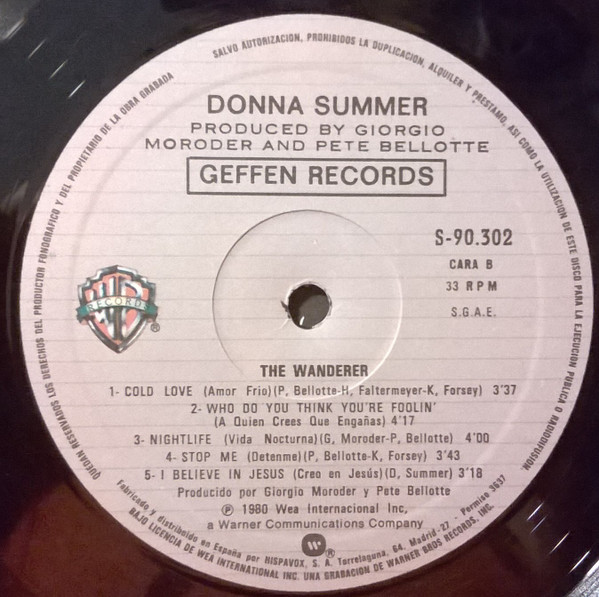 SALVO AUTORIZACION, PROHIBIDOS LA DUPLICACION, ALQUILER Y PRESTAMO, ASI COMO LA UTILIZACION DE ESTE DISCO PARA LA EJECUCION PUBLICA O RADIODIFUSION.
QUEDAN RESERVADOS LOS DERECHOS DEL PRODUCTOR FONOGRAFICO Y DEL PROPIETARIO DE LA OBRA GRABADA
DONNA SUMMER
PRODUCED BY GIORGIO
MORODER AND PETE BELLOTTE
GEFFEN RECORDS
S-90.302
CARA B
33 RPM
S.G.A.E.
RECORDS ®
THE WANDERER
1- COLD LOVE (Amor Frio)(P, Bellotte-H, Faltermeyer-K, Forsey) 3'37
2- WHO DO YOU THINK YOU'RE FOOLIN'
(A Quien Crees Que Engañas) 4'17
3- NIGHTLIFE (Vida Nocturna)(G, Moroder-P, Bellotte) 4'00
4- STOP ME (Detenme)(P, Bellotte-K, Forsey) 3'43
5- I BELIEVE IN JESUS (Creo en Jesús)(D, Summer) 3'18
Producido por Giorgio Moroder y Pete Bellotte
℗ 1980 Wea Internacional Inc,
a Warner Communications Company
Fabricado y distribuido en España por HISPAVOX, S. A. Torrelaguna, 64. Madrid-27 - Permiso 3637
BAJO LICENCIA DE WEA INTERNATIONAL INC. UNA GRABACION DE WARNER BROS RECORDS, INC.